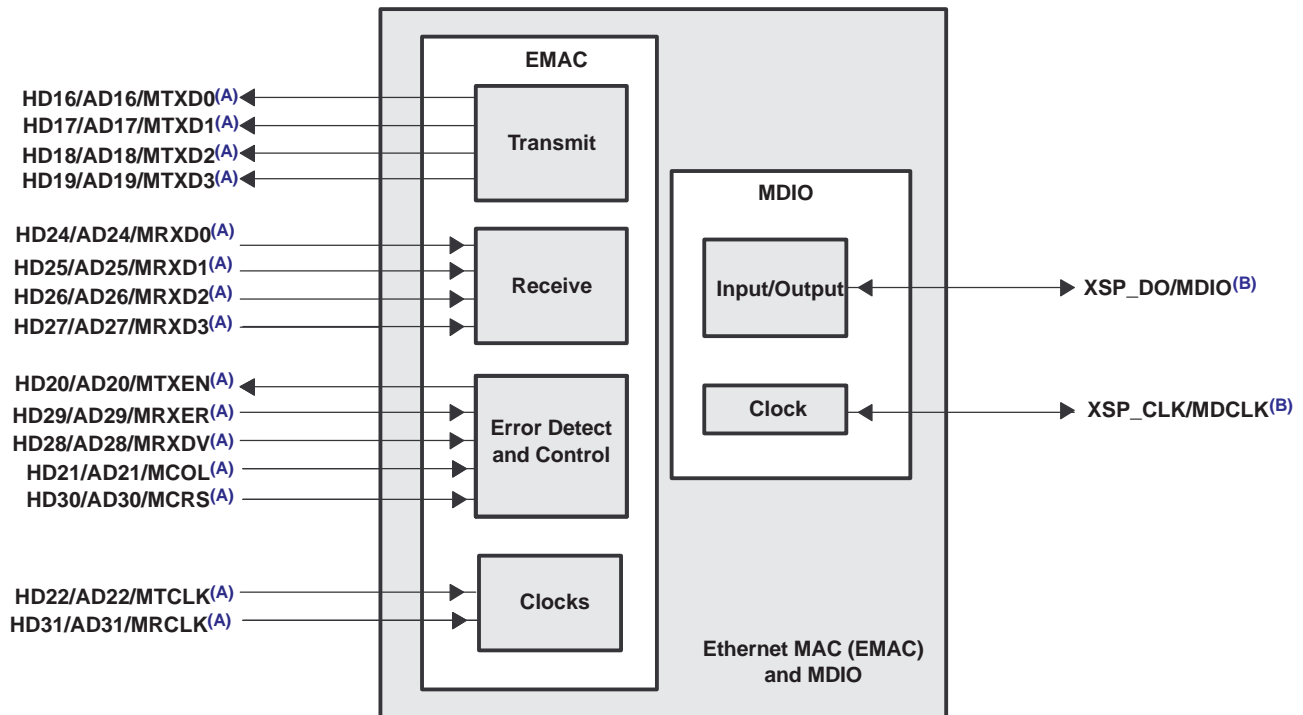 EMAC
HD16/AD16/MTXD0(A)
HD17/AD17/MTXD1(A)
HD18/AD18/MTXD2(A)
HD19/AD19/MTXD3(A)
Transmit
HD24/AD24/MRXD0(A)
HD25/AD25/MRXD1(A)
HD26/AD26/MRXD2(A)
HD27/AD27/MRXD3(A)
Receive
HD20/AD20/MTXEN(A)
HD29/AD29/MRXER(A)
HD28/AD28/MRXDV(A)
HD21/AD21/MCOL(A)
HD30/AD30/MCRS(A)
Error Detect
and Control
HD22/AD22/MTCLK(A)
HD31/AD31/MRCLK(A)
Clocks
MDIO
Input/Output
XSP_DO/MDIO(B)
Clock
XSP_CLK/MDCLK(B)
Ethernet MAC (EMAC)
and MDIO